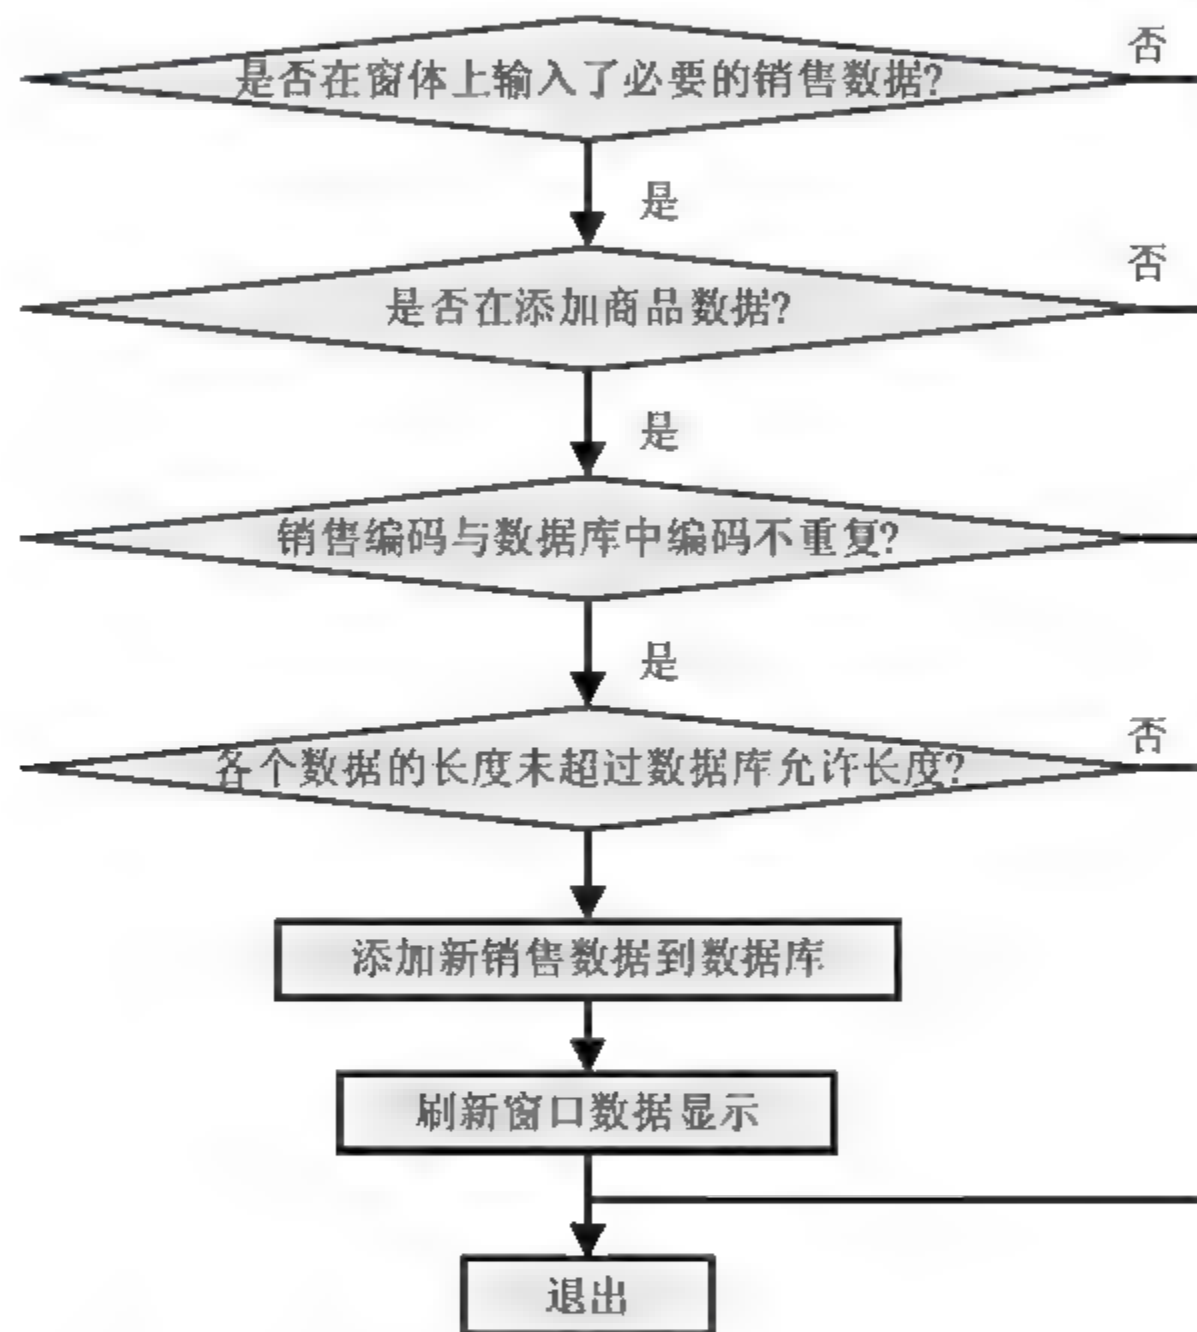 否
是否在窗体上输入了必要的销售数据?
是
否
是否在添加商品数据?
是
销售编码与数据库中编码不重复?
是
否
各个数据的长度未超过数据库允许长度?
添加新销售数据到数据库
刷新窗口数据显示
退出